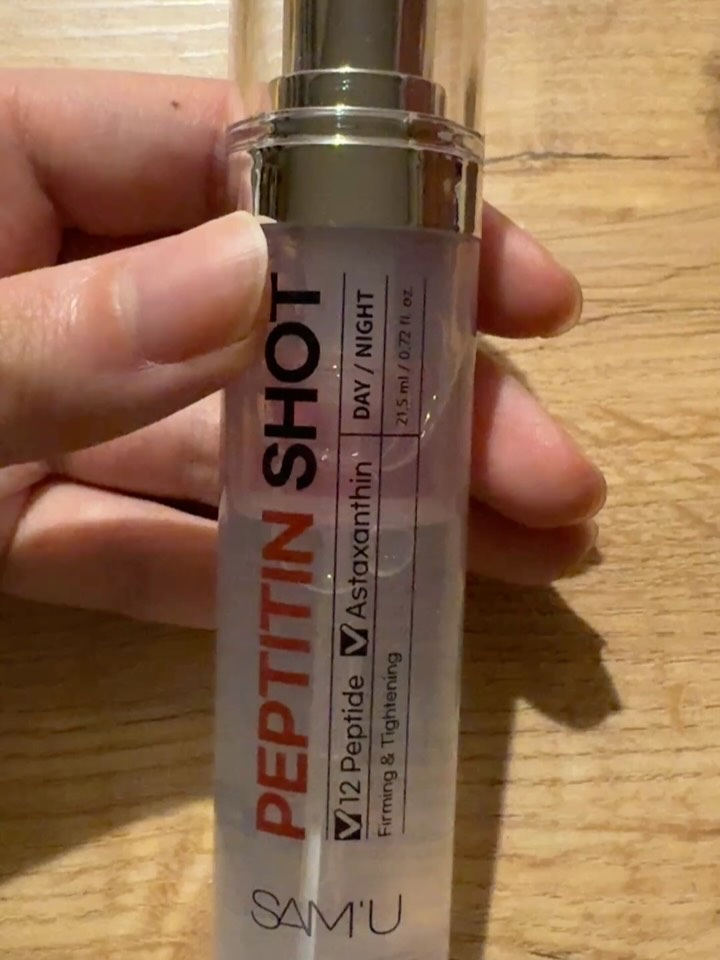 PEPTITIN SHOT
12 Peptide Astaxanthin
DAY / NIGHT
Firming & Tightening
21,5 ml / 0,72 fl. oz.
SAM'U